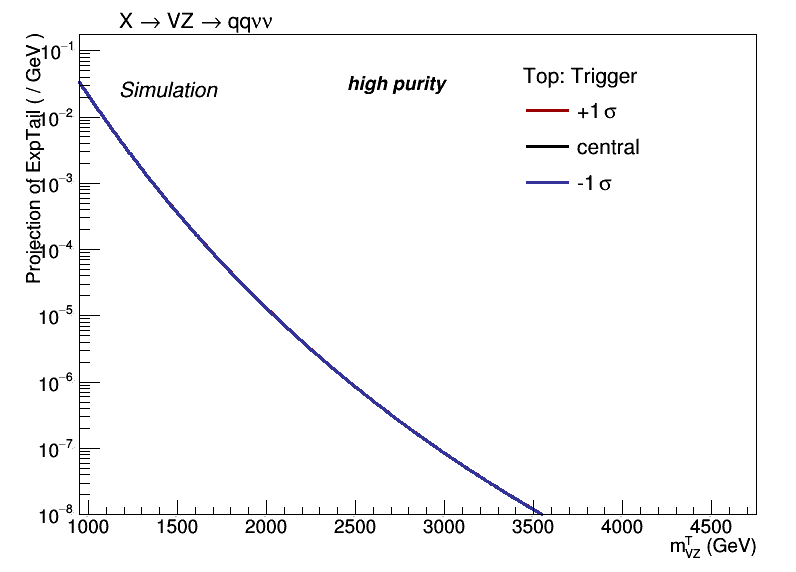 X → VZ → qqνν
Projection of ExpTail ( / GeV )
Simulation
high purity
Top: Trigger
+1 σ
central
-1 σ
10⁻¹
10⁻²
10⁻³
10⁻⁴
10⁻⁵
10⁻⁶
10⁻⁷
10⁻⁸
1000 1500 2000 2500 3000 3500 4000 4500
m^T_VZ (GeV)